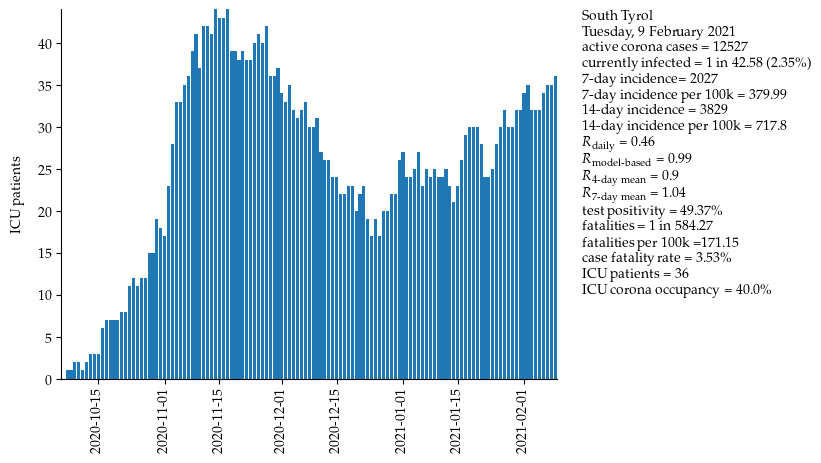 ICU patients
40
35
30
25
20
15
10
5
0
2020-10-15
2020-11-01
2020-11-15
2020-12-01
2020-12-15
2021-01-01
2021-01-15
2021-02-01
South Tyrol
Tuesday, 9 February 2021
active corona cases = 12527
currently infected = 1 in 42.58 (2.35%)
7-day incidence= 2027
7-day incidence per 100k = 379.99
14-day incidence = 3829
14-day incidence per 100k = 717.8
R daily = 0.46
R model-based = 0.99
R 4-day mean = 0.9
R 7-day mean = 1.04
test positivity = 49.37%
fatalities = 1 in 584.27
fatalities per 100k =171.15
case fatality rate = 3.53%
ICU patients = 36
ICU corona occupancy = 40.0%